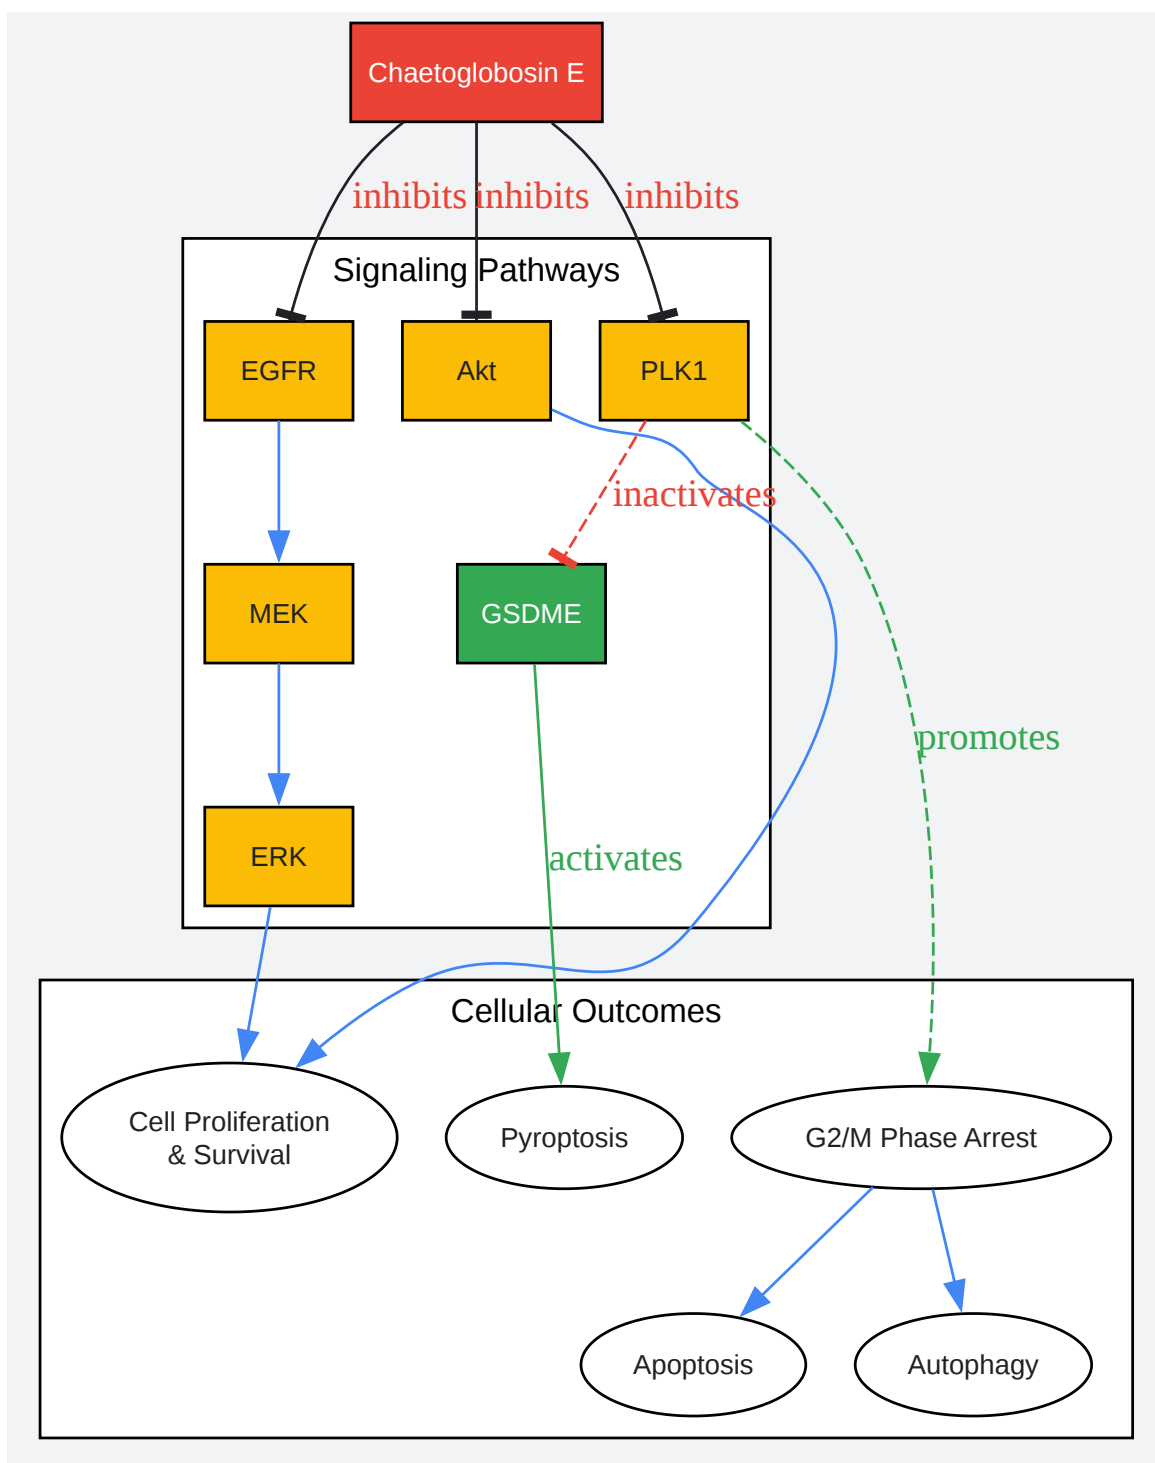 Chaetoglobosin E
inhibits
inhibits
inhibits
Signaling Pathways
EGFR
Akt
PLK1
inactivates
MEK
GSDME
promotes
ERK
activates
Cellular Outcomes
Cell Proliferation
& Survival
Pyroptosis
G2/M Phase Arrest
Apoptosis
Autophagy